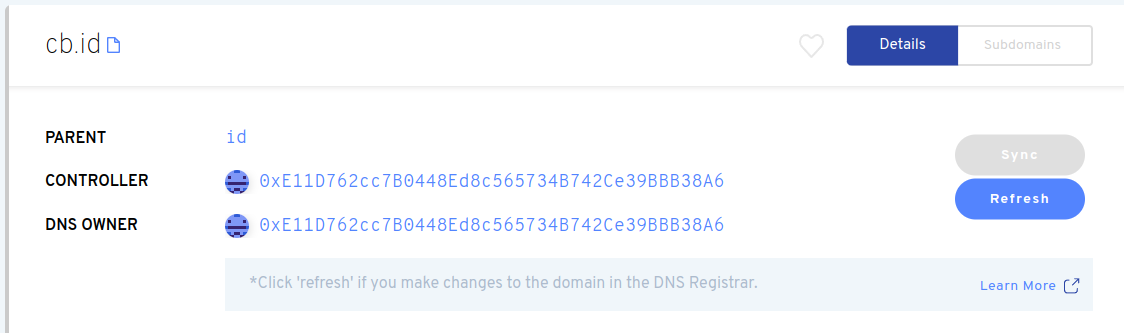 cb.id
Details
Subdomains
PARENT
id
CONTROLLER
0xE11D762cc7B0448Ed8c565734B742Ce39BBB38A6
DNS OWNER
0xE11D762cc7B0448Ed8c565734B742Ce39BBB38A6
Sync
Refresh
*Click 'refresh' if you make changes to the domain in the DNS Registrar.
Learn More